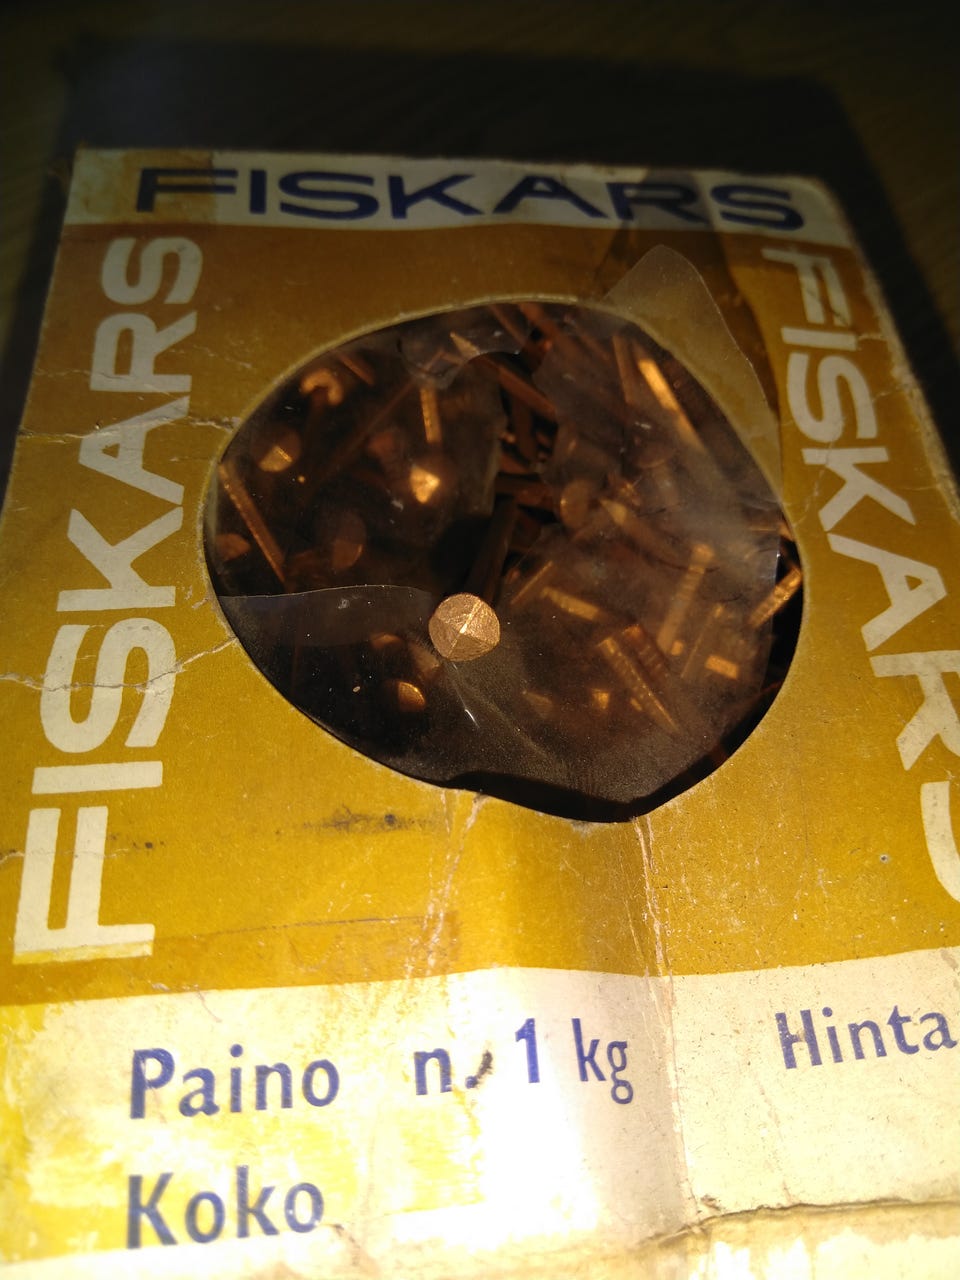 FISKARS
FISKARS
FISKARS
Paino n. 1 kg
Hinta
Koko